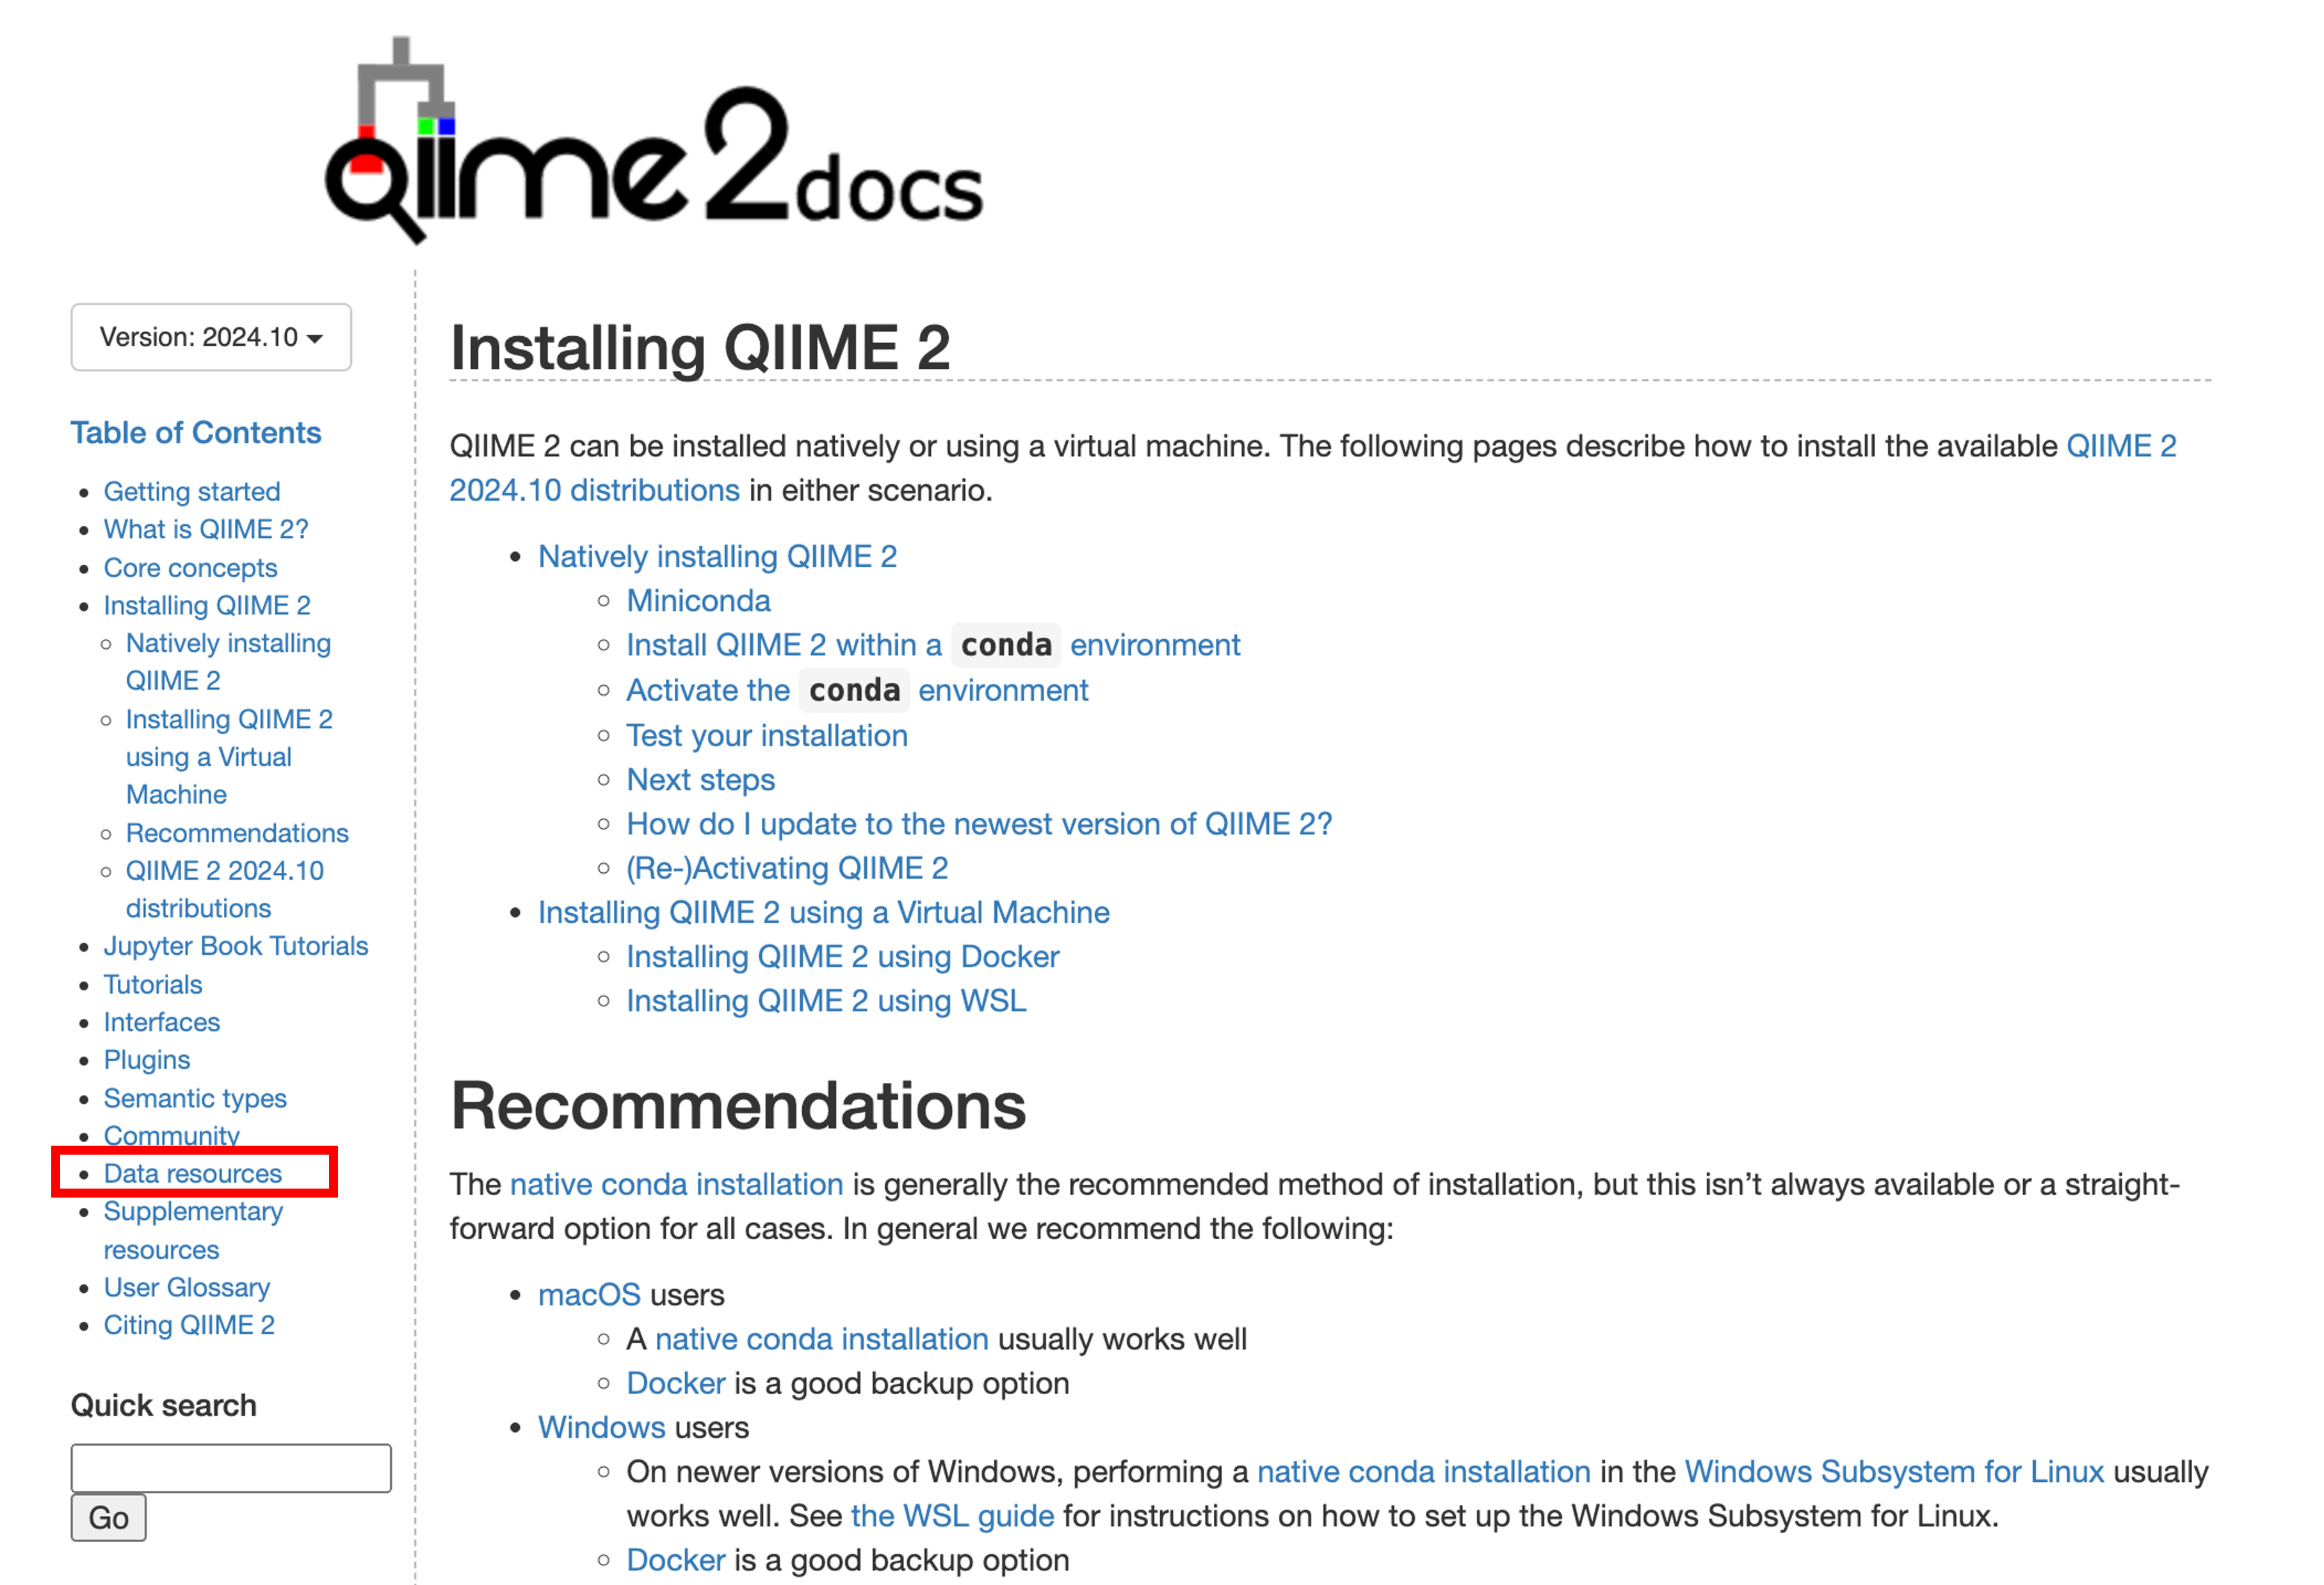 qiime2docs
Version: 2024.10
Table of Contents
Getting started
What is QIIME 2?
Core concepts
Installing QIIME 2
Natively installing
QIIME 2
Installing QIIME 2
using a Virtual
Machine
Recommendations
QIIME 2 2024.10
distributions
Jupyter Book Tutorials
Tutorials
Interfaces
Plugins
Semantic types
Community
Data resources
Supplementary
resources
User Glossary
Citing QIIME 2
Quick search
Go
Installing QIIME 2
QIIME 2 can be installed natively or using a virtual machine. The following pages describe how to install the available QIIME 2
2024.10 distributions in either scenario.
Natively installing QIIME 2
Miniconda
Install QIIME 2 within a conda environment
Activate the conda environment
Test your installation
Next steps
How do I update to the newest version of QIIME 2?
(Re-)Activating QIIME 2
Installing QIIME 2 using a Virtual Machine
Installing QIIME 2 using Docker
Installing QIIME 2 using WSL
Recommendations
The native conda installation is generally the recommended method of installation, but this isn’t always available or a straight-
forward option for all cases. In general we recommend the following:
macOS users
A native conda installation usually works well
Docker is a good backup option
Windows users
On newer versions of Windows, performing a native conda installation in the Windows Subsystem for Linux usually
works well. See the WSL guide for instructions on how to set up the Windows Subsystem for Linux.
Docker is a good backup option